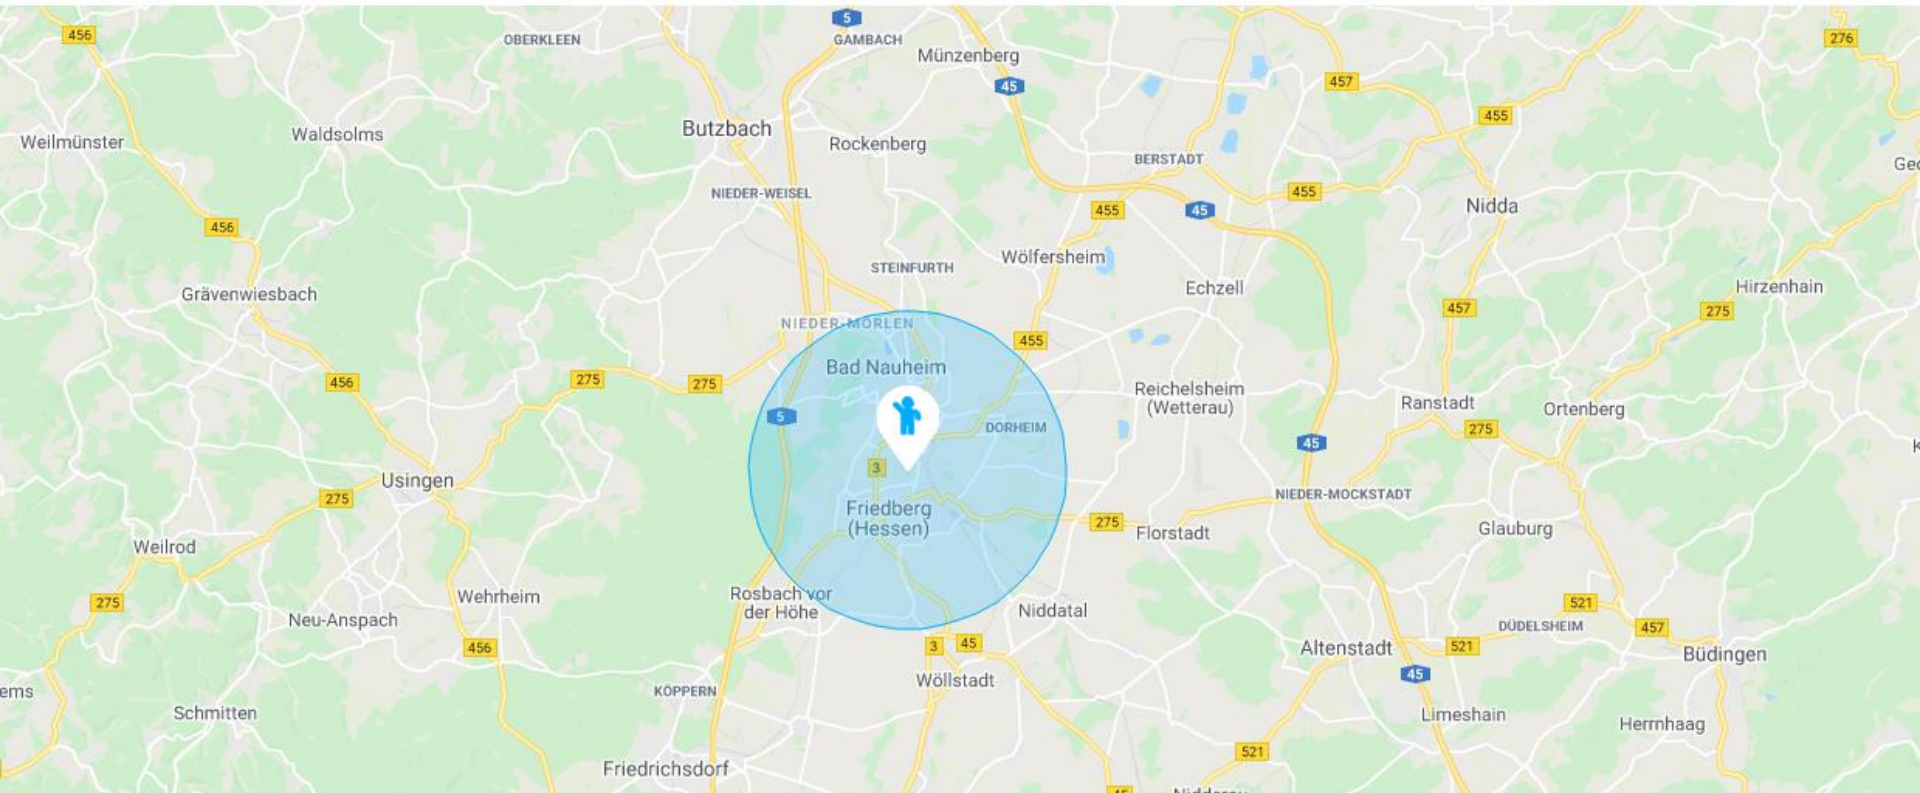 5
456
OBERKLEEN
GAMBACH
276
Münzenberg
45
457
455
Weilmünster
Waldsolms
Butzbach
Rockenberg
BERSTADT
Geo
NIEDER-WEISEL
455
455
45
Nidda
456
Wölfersheim
STEINFURTH
Echzell
Hirzenhain
Grävenwiesbach
457
275
NIEDER-MÖRLEN
455
Bad Nauheim
456
275
275
Reichelsheim
(Wetterau)
Ranstadt
Ortenberg
5
DORHEIM
275
45
K
3
Usingen
275
NIEDER-MOCKSTADT
Friedberg
(Hessen)
275
Florstadt
Glauburg
Weilrod
Rosbach vor
der Höhe
Wehrheim
275
Niddatal
521
Neu-Anspach
DÜDELSHEIM
457
456
3
45
Altenstadt
521
Büdingen
Wöllstadt
45
ems
KÖPPERN
Schmitten
Limeshain
Herrnhaag
521
Friedrichsdorf